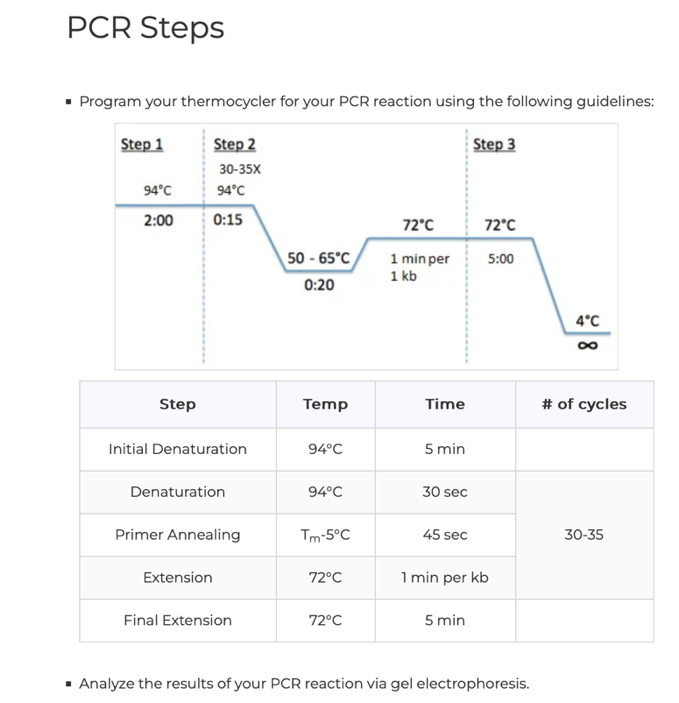 PCR Steps
▪ Program your thermocycler for your PCR reaction using the following guidelines:
Step 1 Step 2 Step 3
30-35X
94°C 94°C
2:00 0:15
72°C 72°C
50 - 65°C 1 min per 5:00
1 kb
0:20
4°C
∞
Step Temp Time # of cycles
Initial Denaturation 94°C 5 min
Denaturation 94°C 30 sec
Primer Annealing Tm-5°C 45 sec 30-35
Extension 72°C 1 min per kb
Final Extension 72°C 5 min
▪ Analyze the results of your PCR reaction via gel electrophoresis.